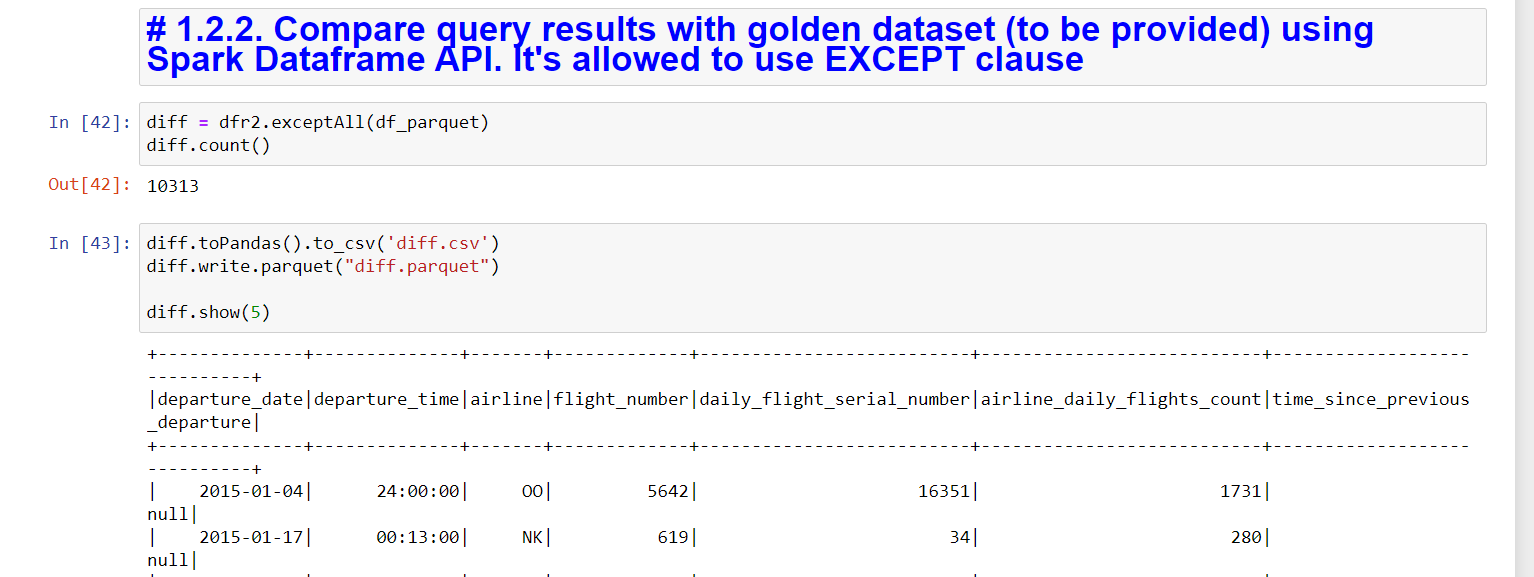 # 1.2.2. Compare query results with golden dataset (to be provided) using
Spark Dataframe API. It's allowed to use EXCEPT clause
In [42]: diff = dfr2.exceptAll(df_parquet)
diff.count()
Out[42]: 10313
In [43]: diff.toPandas().to_csv('diff.csv')
diff.write.parquet("diff.parquet")
diff.show(5)
+--------------+--------------+-------+-------------+--------------------------+---------------------------+-------------------
----------+
|departure_date|departure_time|airline|flight_number|daily_flight_serial_number|airline_daily_flights_count|time_since_previous
_departure|
+--------------+--------------+-------+-------------+--------------------------+---------------------------+-------------------
----------+
|    2015-01-04|      24:00:00|     OO|         5642|                     16351|                       1731|
null|
|    2015-01-17|      00:13:00|     NK|          619|                        34|                        280|
null|